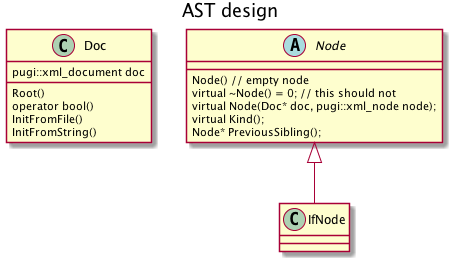 AST design
C Doc
pugi::xml_document doc
Root()
operator bool()
InitFromFile()
InitFromString()
A Node
Node() // empty node
virtual ~Node() = 0; // this should not
virtual Node(Doc* doc, pugi::xml_node node);
virtual Kind();
Node* PreviousSibling();
C IfNode